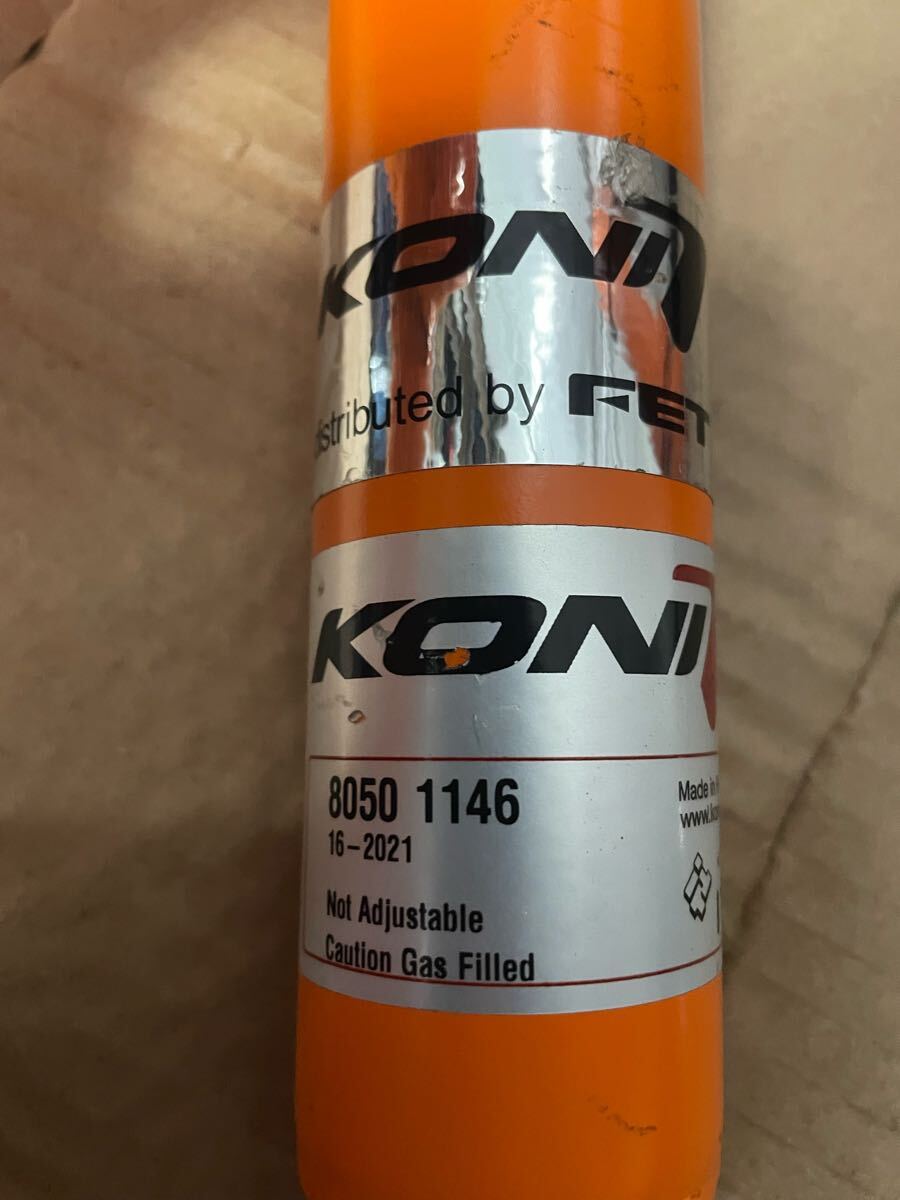 KONI
distributed by FET
KONI
8050 1146
16-2021
Made in
www.
Not Adjustable
Caution Gas Filled